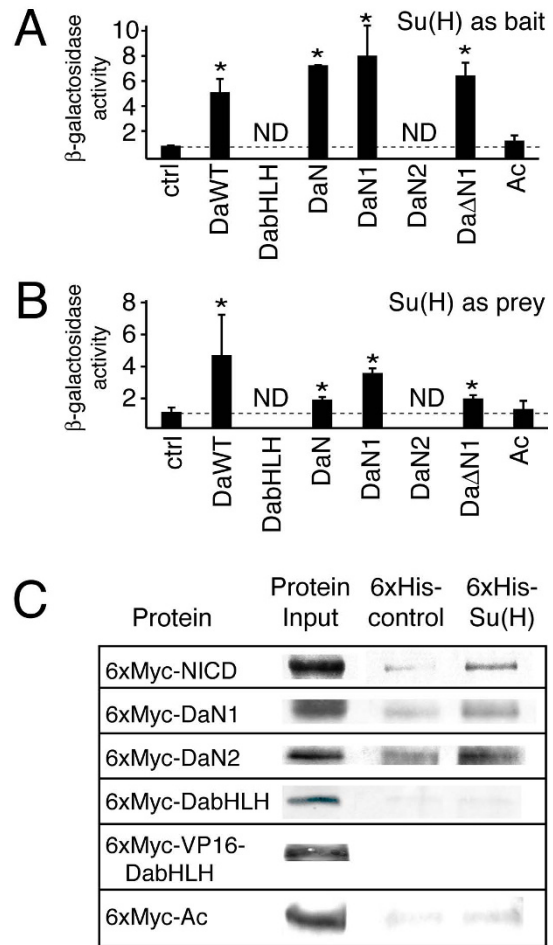 A
Su(H) as bait
β-galactosidase
activity
10
8
6
4
2
*
*
*
*
*
ND
ND
ctrl
DaWT
DabHLH
DaN
DaN1
DaN2
DaΔN1
Ac
B
Su(H) as prey
β-galactosidase
activity
8
6
4
2
*
*
*
*
ND
ND
ctrl
DaWT
DabHLH
DaN
DaN1
DaN2
DaΔN1
Ac
C
Protein
Protein
Input
6xHis-
control
6xHis-
Su(H)
6xMyc-NICD
6xMyc-DaN1
6xMyc-DaN2
6xMyc-DabHLH
6xMyc-VP16-
DabHLH
6xMyc-Ac